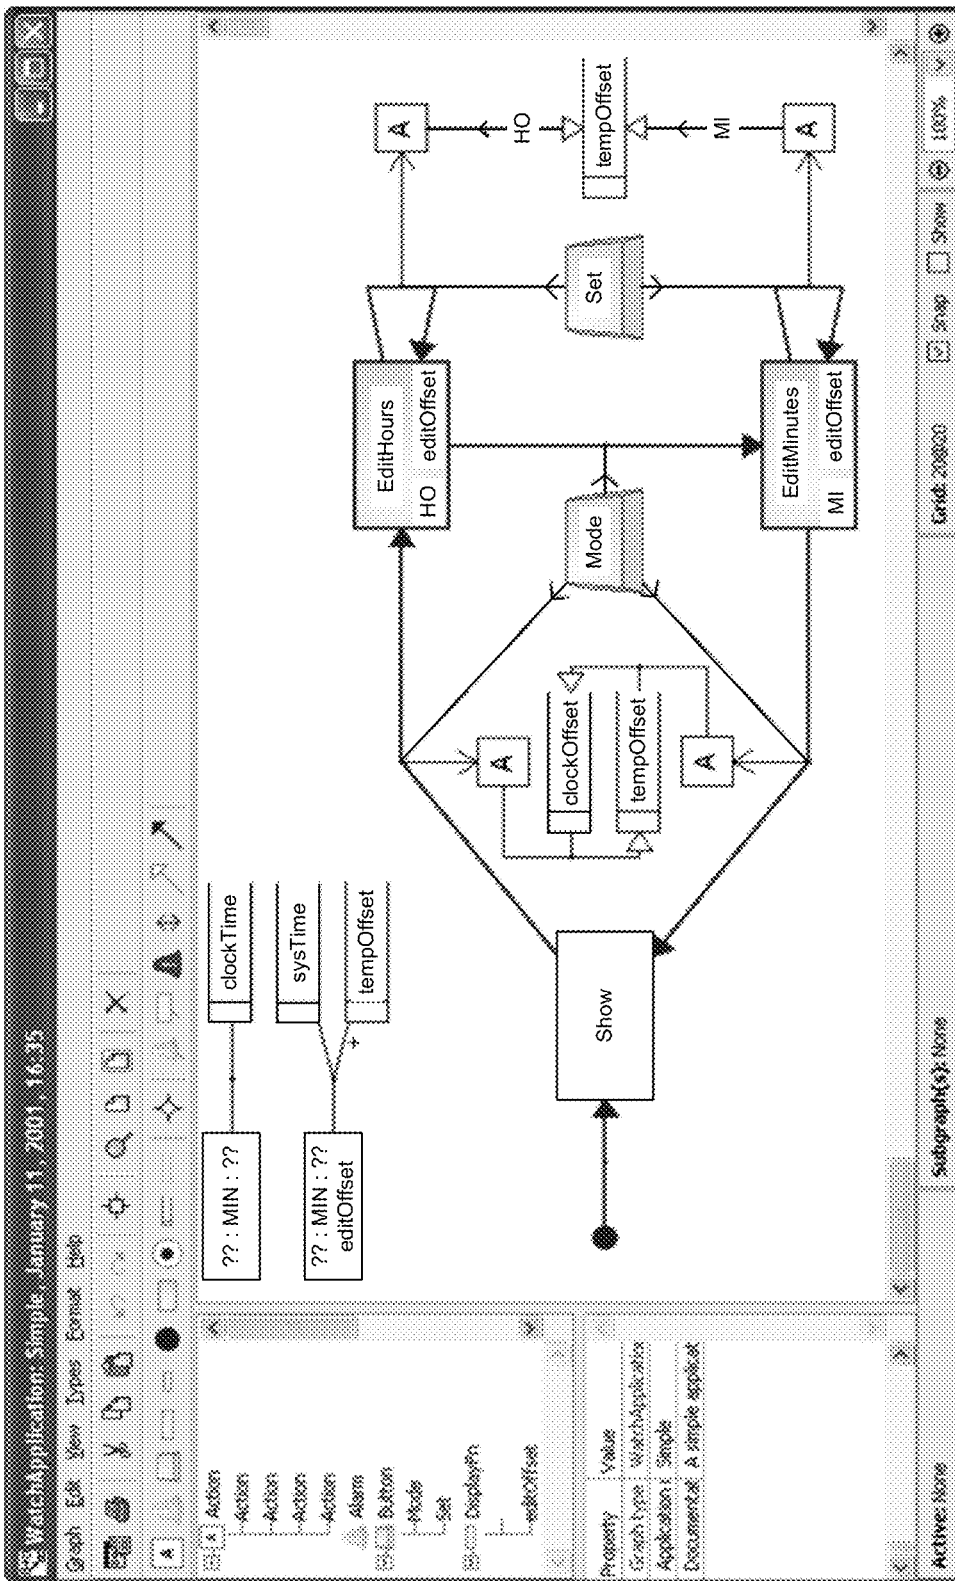 WatchApplication: Simple, January 11, 2001, 16:35
Graph Edit View Types Format Help
A
Action
Action
Action
Action
Action
Alarm
Button
Mode
Set
DisplayFn
editOffset
Property Value
Graph type WatchApplication
Application Simple
Documentat A simple applicat
?? : MIN : ??
clockTime
?? : MIN : ??
editOffset
sysTime
tempOffset
+
Show
A
clockOffset
tempOffset
A
Mode
EditHours
HO editOffset
EditMinutes
MI editOffset
Set
A
HO
tempOffset
MI
A
Active: None
Subgraph(s): None
Grid: 20@20
Snap
Show
100%